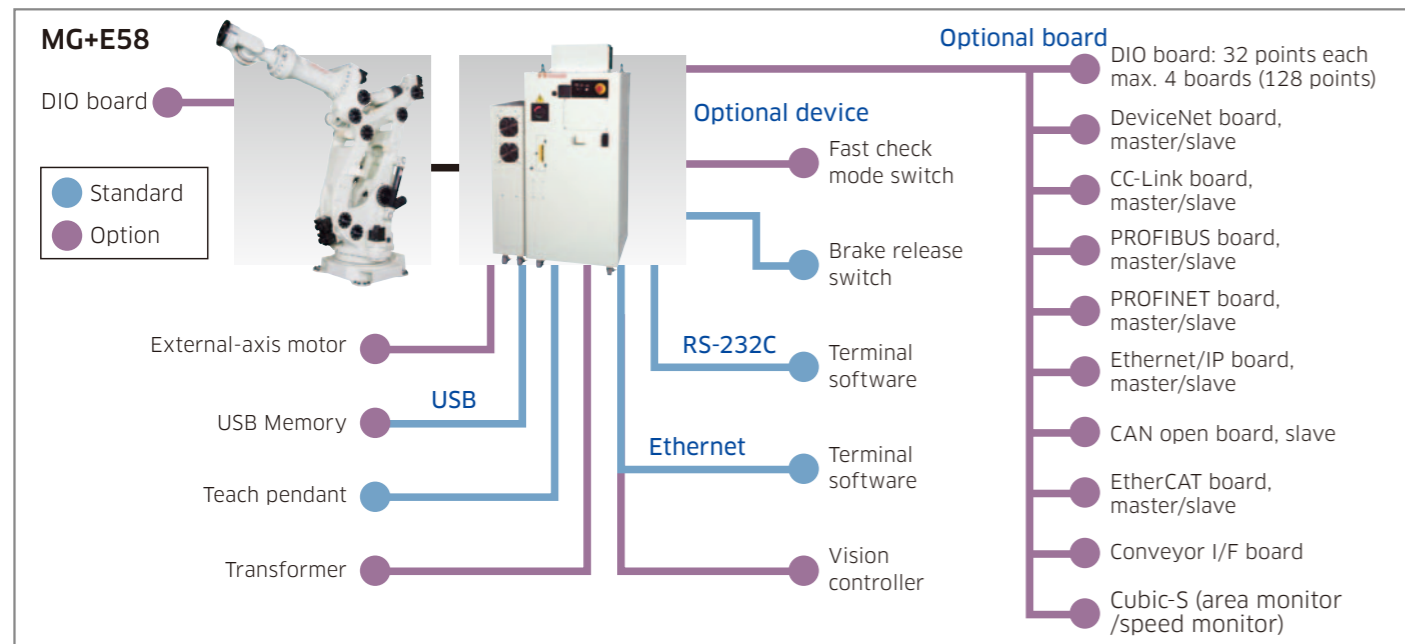 MG+E58
DIO board
Standard
Option
Optional board
Optional device
Fast check
mode switch
Brake release
switch
RS-232C
Terminal
software
Ethernet
Terminal
software
Vision
controller
External-axis motor
USB
USB Memory
Teach pendant
Transformer
DIO board: 32 points each
max. 4 boards (128 points)
DeviceNet board,
master/slave
CC-Link board,
master/slave
PROFIBUS board,
master/slave
PROFINET board,
master/slave
Ethernet/IP board,
master/slave
CAN open board, slave
EtherCAT board,
master/slave
Conveyor I/F board
Cubic-S (area monitor
/speed monitor)